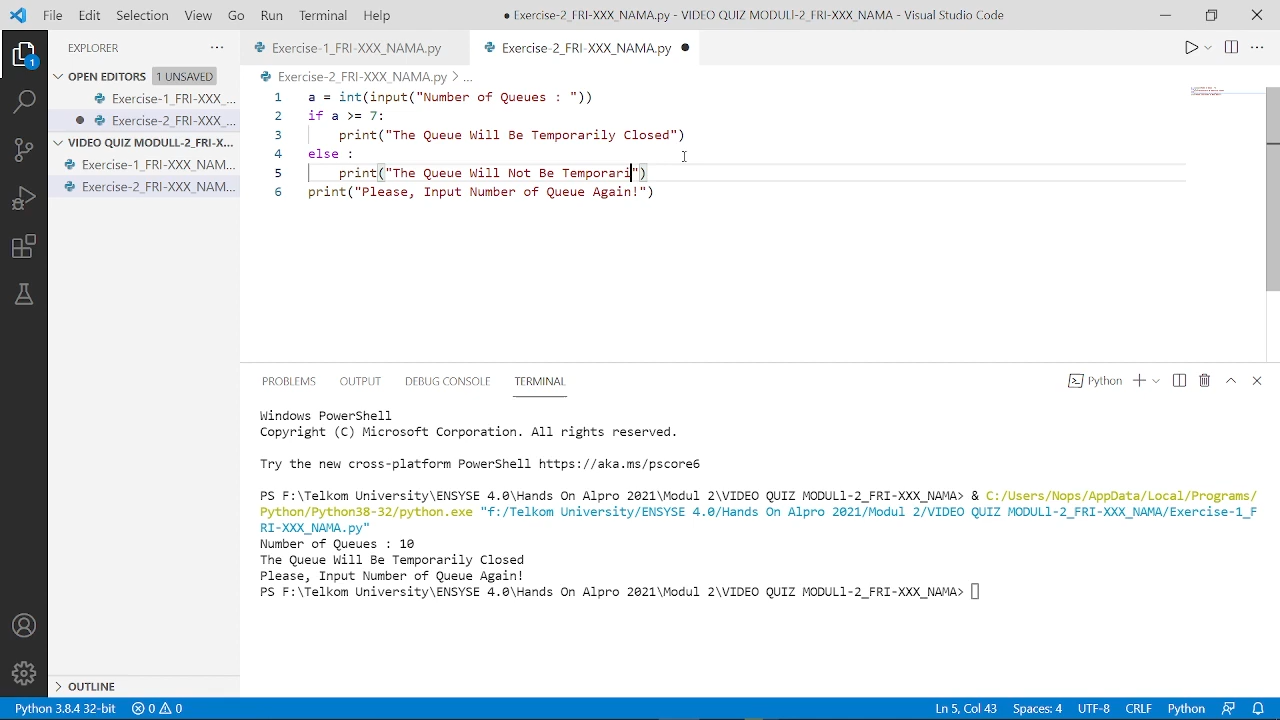 File Edit Selection View Go Run Terminal Help
● Exercise-2_FRI-XXX_NAMA.py - VIDEO QUIZ MODULl-2_FRI-XXX_NAMA - Visual Studio Code
EXPLORER ...
OPEN EDITORS 1 UNSAVED
Exercise-1_FRI-XXX_...
Exercise-2_FRI-XXX_...
VIDEO QUIZ MODULL-2_FRI-X...
Exercise-1_FRI-XXX_NAM...
Exercise-2_FRI-XXX_NAM...
OUTLINE
1
Exercise-1_FRI-XXX_NAMA.py
Exercise-2_FRI-XXX_NAMA.py ●
Exercise-2_FRI-XXX_NAMA.py > ...
1 a = int(input("Number of Queues : "))
2 if a >= 7:
3 print("The Queue Will Be Temporarily Closed")
4 else :
5 print("The Queue Will Not Be Temporari")
6 print("Please, Input Number of Queue Again!")
PROBLEMS OUTPUT DEBUG CONSOLE TERMINAL
Python
Windows PowerShell
Copyright (C) Microsoft Corporation. All rights reserved.
Try the new cross-platform PowerShell https://aka.ms/pscore6
PS F:\Telkom University\ENSYSE 4.0\Hands On Alpro 2021\Modul 2\VIDEO QUIZ MODULl-2_FRI-XXX_NAMA> & C:/Users/Nops/AppData/Local/Programs/
Python/Python38-32/python.exe "f:/Telkom University/ENSYSE 4.0/Hands On Alpro 2021/Modul 2/VIDEO QUIZ MODULl-2_FRI-XXX_NAMA/Exercise-1_F
RI-XXX_NAMA.py"
Number of Queues : 10
The Queue Will Be Temporarily Closed
Please, Input Number of Queue Again!
PS F:\Telkom University\ENSYSE 4.0\Hands On Alpro 2021\Modul 2\VIDEO QUIZ MODULl-2_FRI-XXX_NAMA>
Python 3.8.4 32-bit 0 0
Ln 5, Col 43 Spaces: 4 UTF-8 CRLF Python